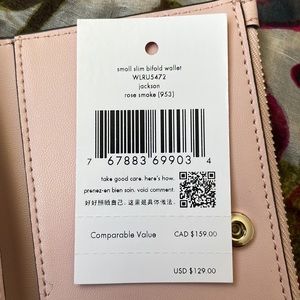 small slim bifold wallet
WLRU5472
jackson
rose smoke (953)
7 67883 69903 4
take good care. here's how.
prenez-en bien soin. voici comment.
好好照顾自己。这里是具体做法。
Comparable Value CAD $159.00
USD $129.00